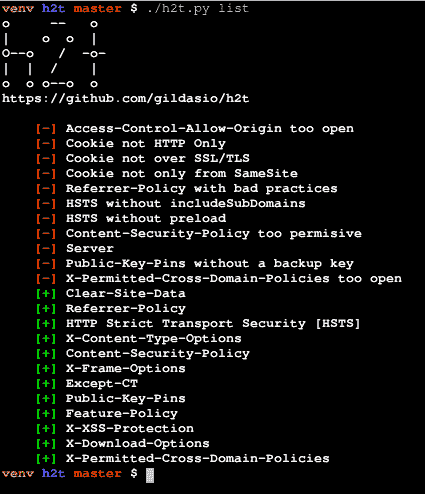 venv h2t master $ ./h2t.py list
o     --   o
|    o  o  |
O--o   /  -o-
|  |  /    |
o  o o--o  o
https://github.com/gildasio/h2t
[-] Access-Control-Allow-Origin too open
[-] Cookie not HTTP Only
[-] Cookie not over SSL/TLS
[-] Cookie not only from SameSite
[-] Referrer-Policy with bad practices
[-] HSTS without includeSubDomains
[-] HSTS without preload
[-] Content-Security-Policy too permisive
[-] Server
[-] Public-Key-Pins without a backup key
[-] X-Permitted-Cross-Domain-Policies too open
[+] Clear-Site-Data
[+] Referrer-Policy
[+] HTTP Strict Transport Security [HSTS]
[+] X-Content-Type-Options
[+] Content-Security-Policy
[+] X-Frame-Options
[+] Except-CT
[+] Public-Key-Pins
[+] Feature-Policy
[+] X-XSS-Protection
[+] X-Download-Options
[+] X-Permitted-Cross-Domain-Policies
venv h2t master $